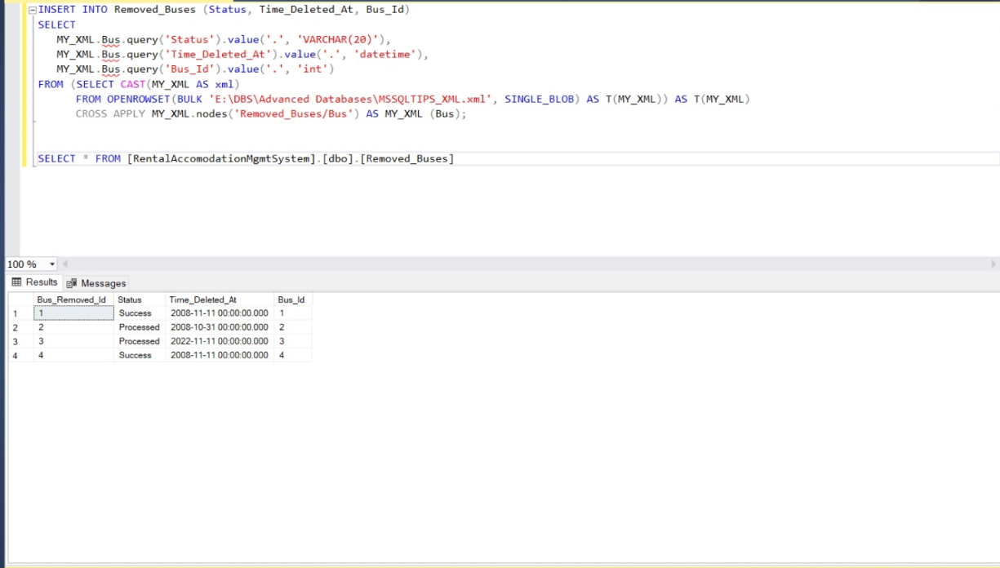 INSERT INTO Removed_Buses (Status, Time_Deleted_At, Bus_Id)
SELECT
MY_XML.Bus.query('Status').value('.', 'VARCHAR(20)'),
MY_XML.Bus.query('Time_Deleted_At').value('.', 'datetime'),
MY_XML.Bus.query('Bus_Id').value('.', 'int')
FROM (SELECT CAST(MY_XML AS xml)
FROM OPENROWSET(BULK 'E:\DBS\Advanced Databases\MSSQLTIPS_XML.xml', SINGLE_BLOB) AS T(MY_XML)) AS T(MY_XML)
CROSS APPLY MY_XML.nodes('Removed_Buses/Bus') AS MY_XML (Bus);
SELECT * FROM [RentalAccomodationMgmtSystem].[dbo].[Removed_Buses]
100 %
Results Messages
Bus_Removed_Id Status Time_Deleted_At Bus_Id
1 1 Success 2008-11-11 00:00:00.000 1
2 2 Processed 2008-10-31 00:00:00.000 2
3 3 Processed 2022-11-11 00:00:00.000 3
4 4 Success 2008-11-11 00:00:00.000 4